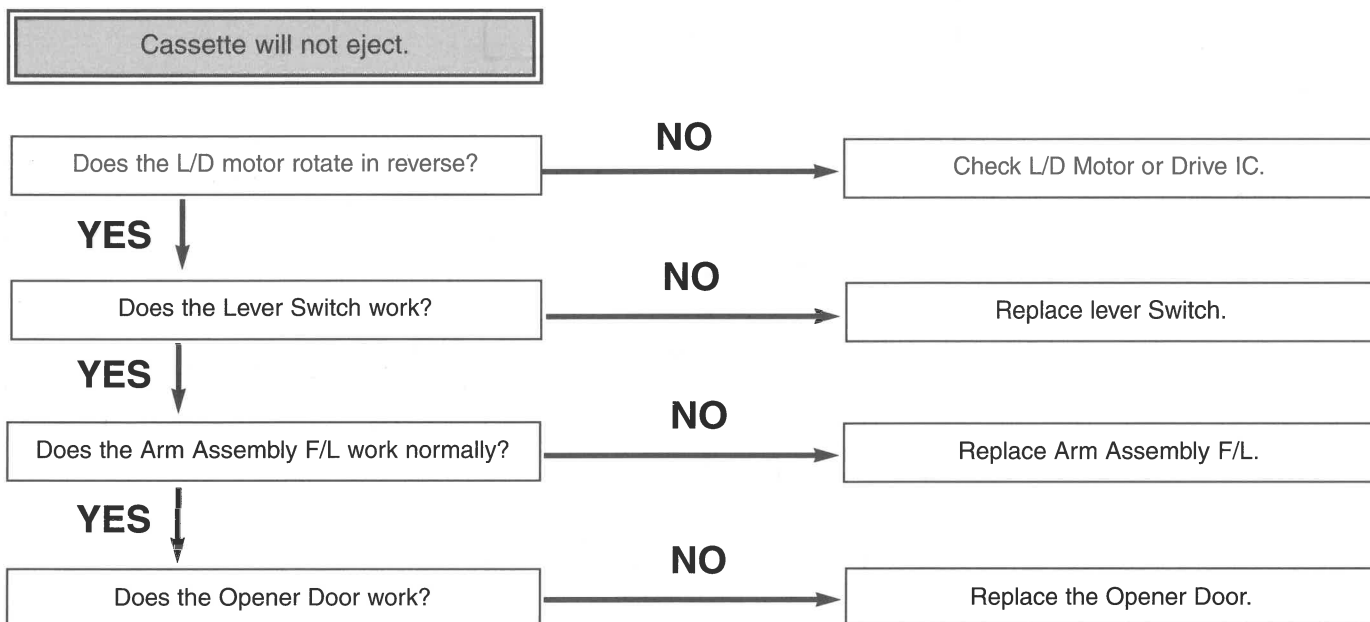 Cassette will not eject.
NO
Does the L/D motor rotate in reverse?
Check L/D Motor or Drive IC.
YES
NO
Does the Lever Switch work?
Replace lever Switch.
YES
NO
Does the Arm Assembly F/L work normally?
Replace Arm Assembly F/L.
YES
NO
Does the Opener Door work?
Replace the Opener Door.